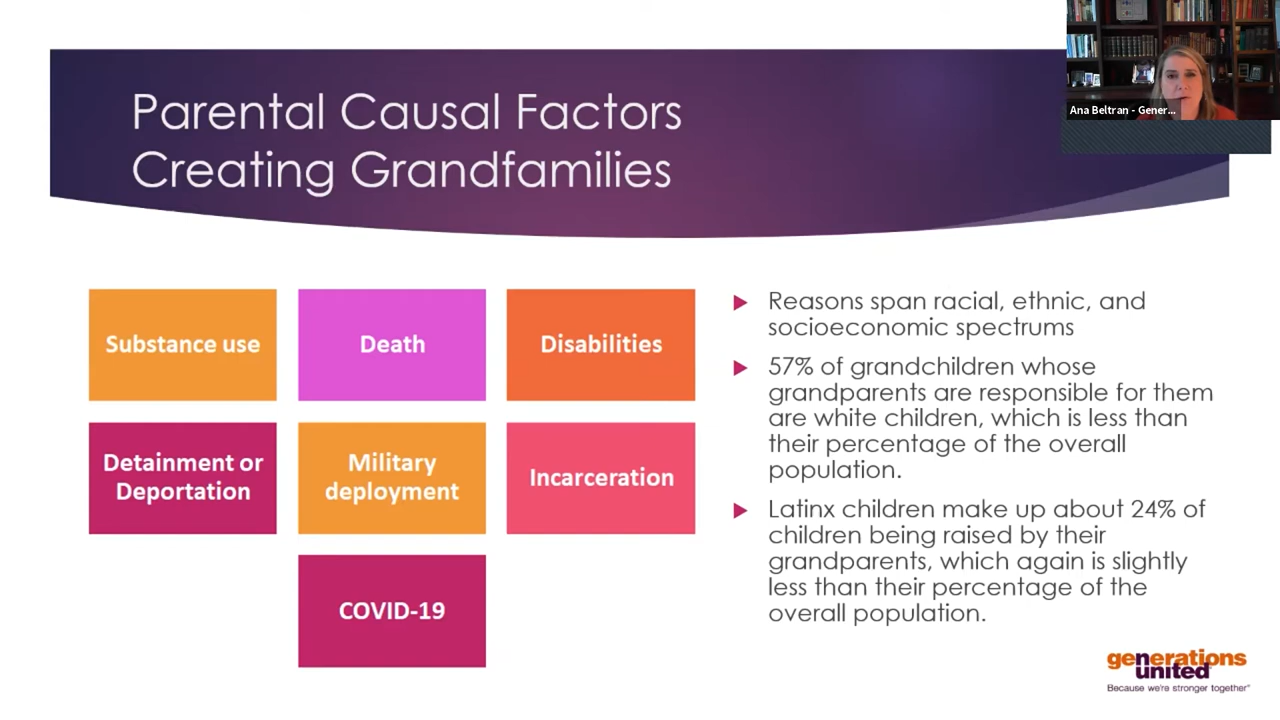 Parental Causal Factors
Creating Grandfamilies
Ana Beltran - Gener...
Substance use
Death
Disabilities
Detainment or
Deportation
Military
deployment
Incarceration
COVID-19
Reasons span racial, ethnic, and
socioeconomic spectrums
57% of grandchildren whose
grandparents are responsible for them
are white children, which is less than
their percentage of the overall
population.
Latinx children make up about 24% of
children being raised by their
grandparents, which again is slightly
less than their percentage of the
overall population.
generations
united
Because we're stronger together®